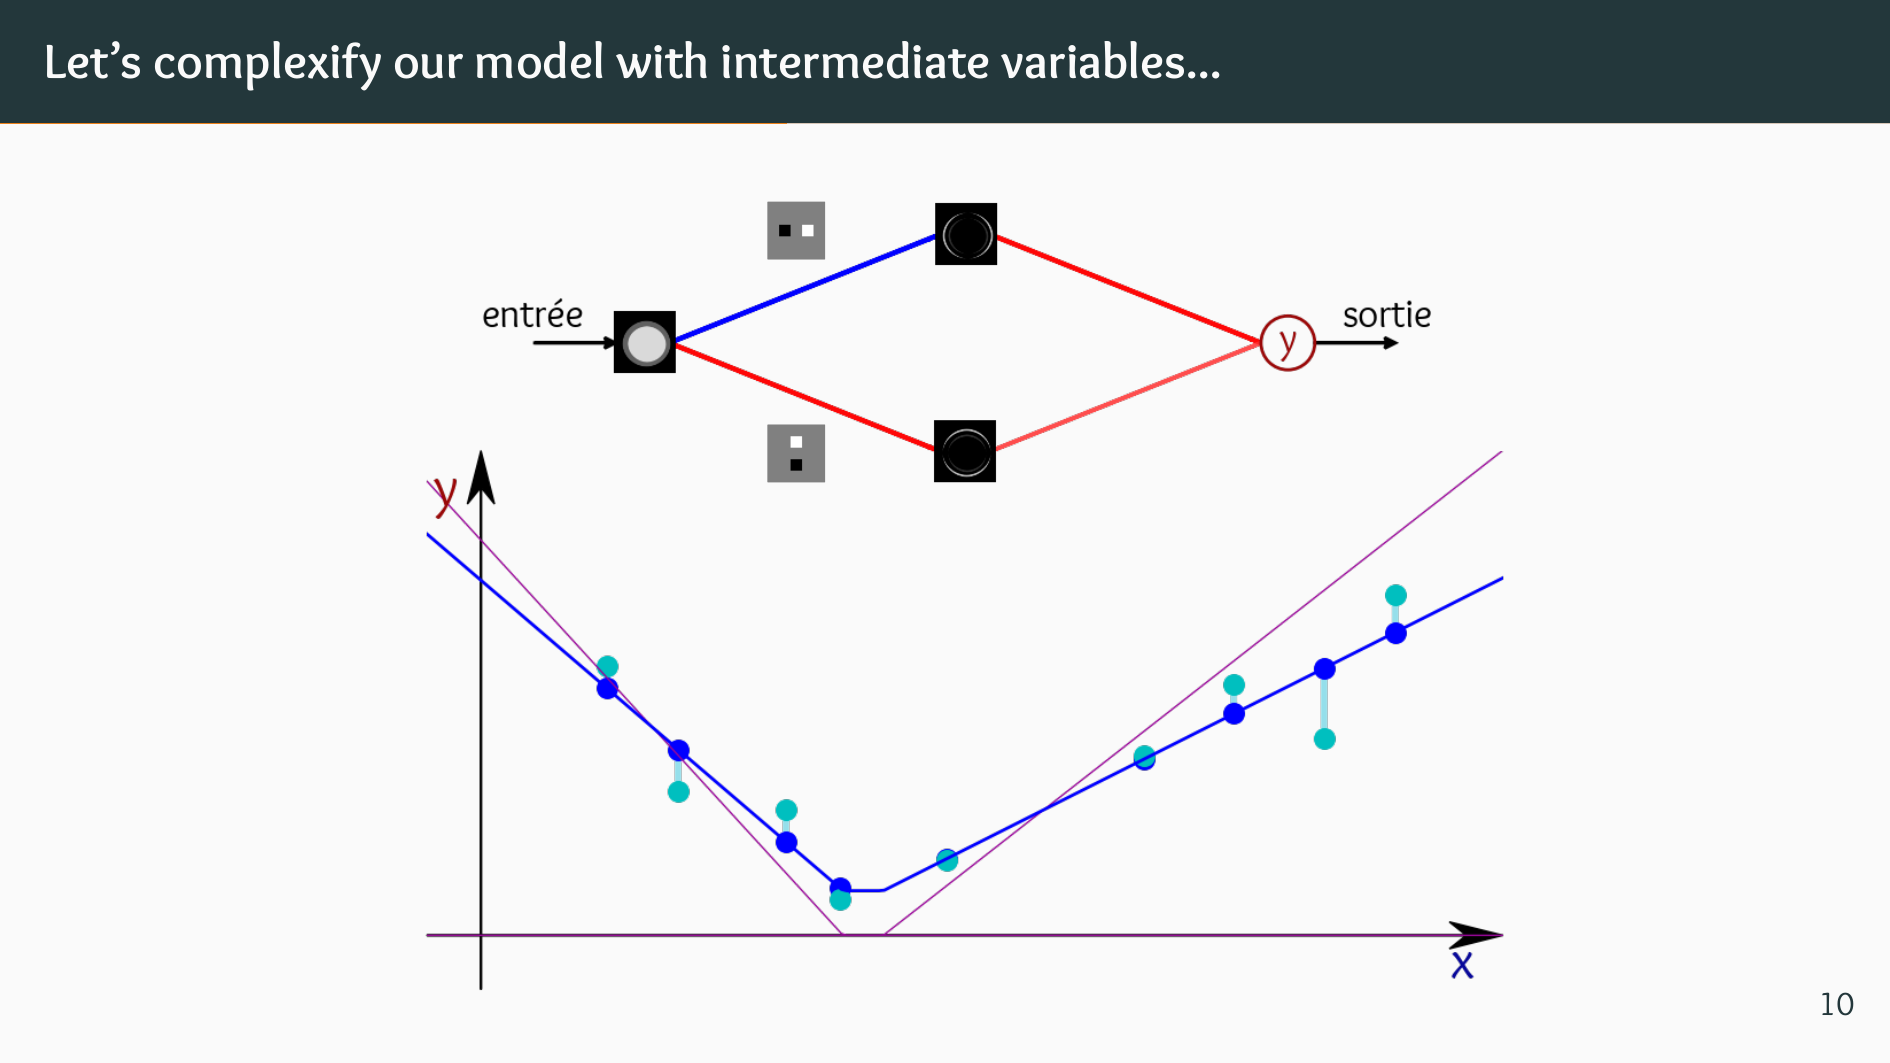 Let's complexify our model with intermediate variables...
entrée
y
sortie
y
x
10